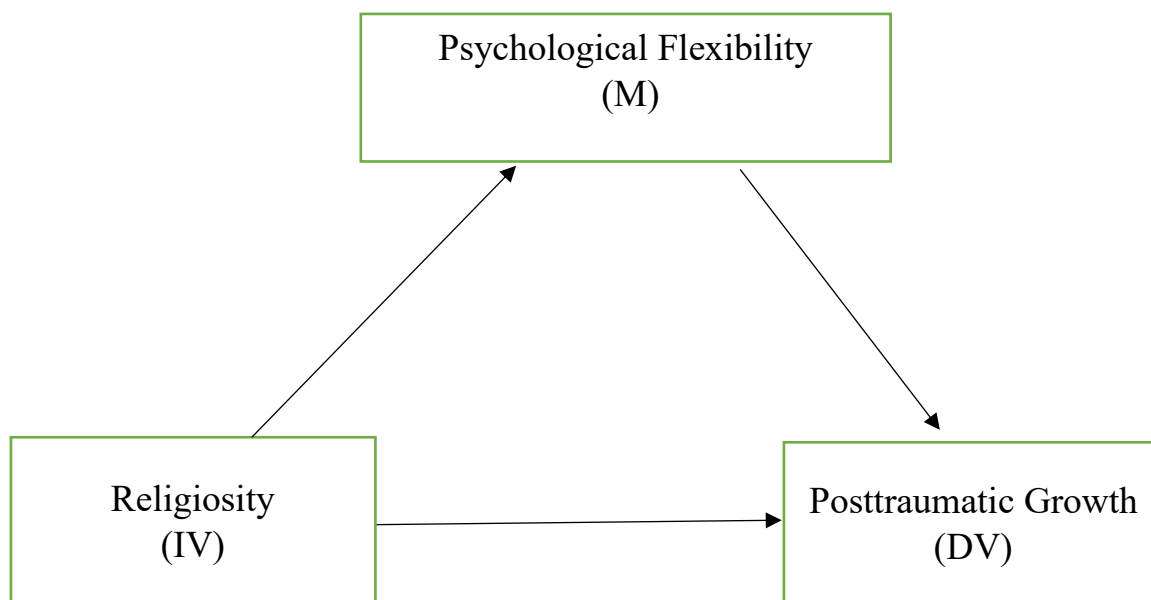 Psychological Flexibility
(M)
Religiosity
(IV)
Posttraumatic Growth
(DV)